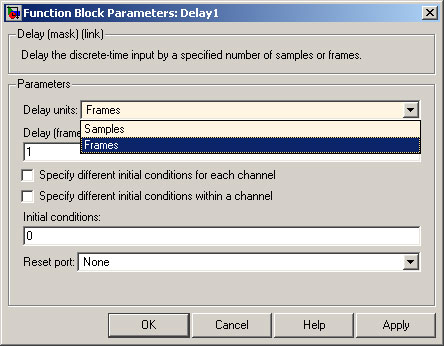 Function Block Parameters: Delay1
Delay (mask) (link)
Delay the discrete-time input by a specified number of samples or frames.
Parameters
Delay units: Frames
Samples
Delay (frame
Frames
1
Specify different initial conditions for each channel
Specify different initial conditions within a channel
Initial conditions:
0
Reset port: None
OK Cancel Help Apply